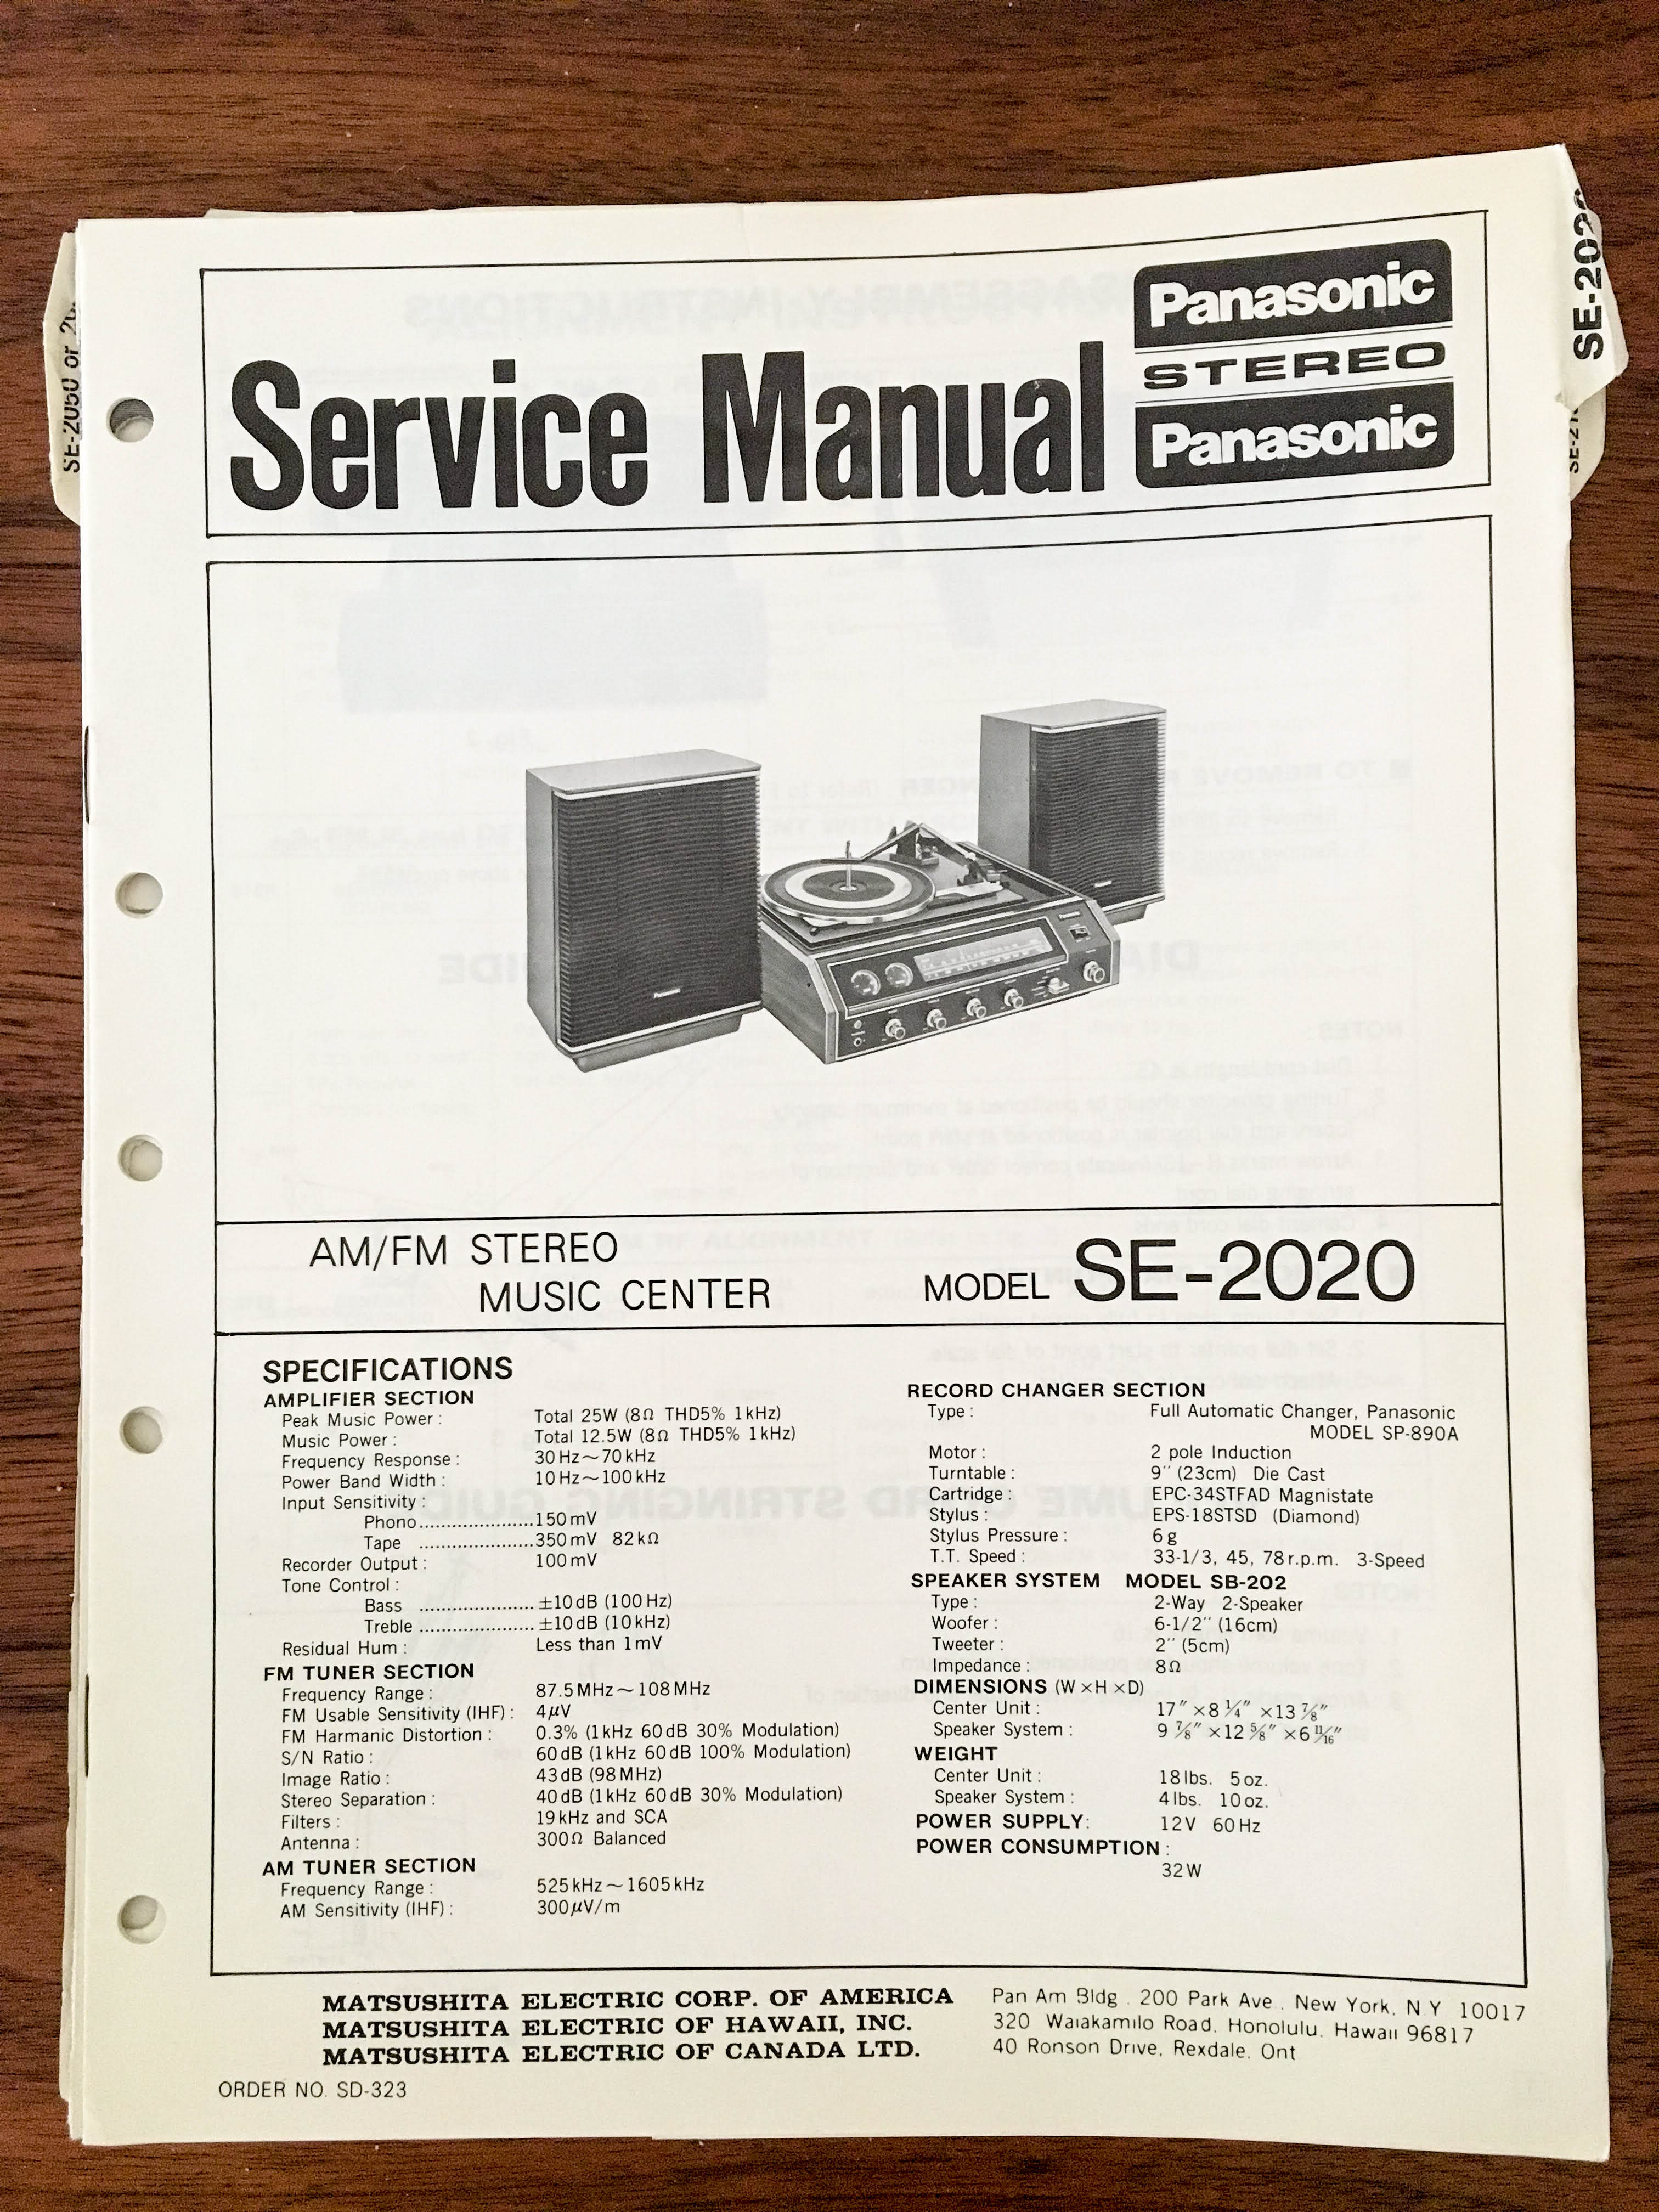 Service Manual
Panasonic
STEREO
Panasonic
SE-2050 or
SE-202
Panasonic
Panasonic
Panasonic
AM/FM STEREO
MUSIC CENTER
MODEL SE-2020
SPECIFICATIONS
AMPLIFIER SECTION
Peak Music Power : Total 25W (8Ω THD5% 1kHz)
Music Power : Total 12.5W (8Ω THD5% 1kHz)
Frequency Response : 30Hz~70kHz
Power Band Width : 10Hz~100kHz
Input Sensitivity :
Phono....................150mV
Tape ....................350mV 82kΩ
Recorder Output : 100mV
Tone Control :
Bass .................... ±10dB (100Hz)
Treble .................... ±10dB (10kHz)
Residual Hum : Less than 1mV
FM TUNER SECTION
Frequency Range : 87.5MHz~108MHz
FM Usable Sensitivity (IHF) : 4μV
FM Harmanic Distortion : 0.3% (1kHz 60dB 30% Modulation)
S/N Ratio : 60dB (1kHz 60dB 100% Modulation)
Image Ratio : 43dB (98MHz)
Stereo Separation : 40dB (1kHz 60dB 30% Modulation)
Filters : 19kHz and SCA
Antenna : 300Ω Balanced
AM TUNER SECTION
Frequency Range : 525kHz~1605kHz
AM Sensitivity (IHF) : 300μV/m
RECORD CHANGER SECTION
Type : Full Automatic Changer, Panasonic
MODEL SP-890A
Motor : 2 pole Induction
Turntable : 9″ (23cm) Die Cast
Cartridge : EPC-34STFAD Magnistate
Stylus : EPS-18STSD (Diamond)
Stylus Pressure : 6g
T.T. Speed : 33-1/3, 45, 78r.p.m. 3-Speed
SPEAKER SYSTEM MODEL SB-202
Type : 2-Way 2-Speaker
Woofer : 6-1/2″ (16cm)
Tweeter : 2″ (5cm)
Impedance : 8Ω
DIMENSIONS (W×H×D)
Center Unit : 17″ ×8 ¼″ ×13 ⅞″
Speaker System : 9 ⅞″ ×12 ⅝″ ×6 11/16″
WEIGHT
Center Unit : 18lbs. 5oz.
Speaker System : 4lbs. 10oz.
POWER SUPPLY: 12V 60Hz
POWER CONSUMPTION :
32W
MATSUSHITA ELECTRIC CORP. OF AMERICA Pan Am Bldg. 200 Park Ave., New York, N.Y. 10017
MATSUSHITA ELECTRIC OF HAWAII, INC. 320 Waiakamilo Road, Honolulu. Hawaii 96817
MATSUSHITA ELECTRIC OF CANADA LTD. 40 Ronson Drive, Rexdale. Ont
ORDER NO. SD-323